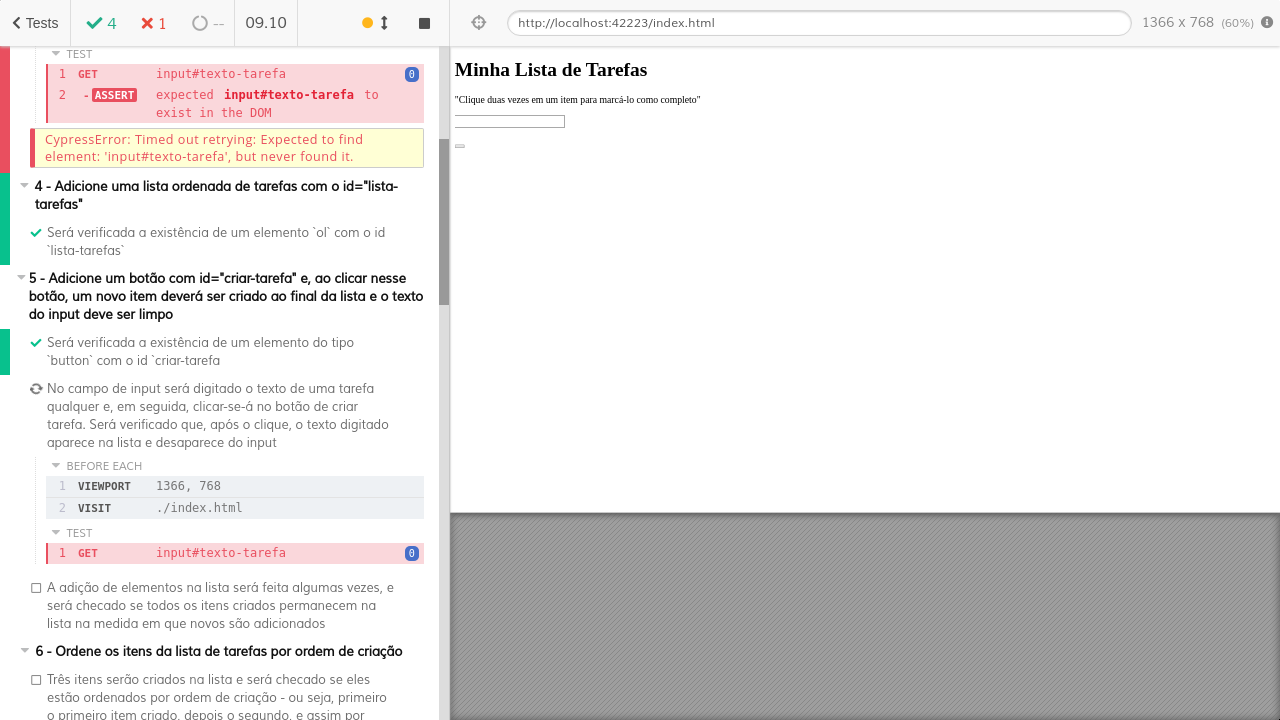 Tests
4
1
--
09.10
http://localhost:42223/index.html
1366 x 768 (60%)
TEST
1 GET input#texto-tarefa 0
2 -ASSERT expected input#texto-tarefa to
exist in the DOM
CypressError: Timed out retrying: Expected to find
element: 'input#texto-tarefa', but never found it.
4 - Adicione uma lista ordenada de tarefas com o id="lista-
tarefas"
Será verificada a existência de um elemento `ol` com o id
`lista-tarefas`
5 - Adicione um botão com id="criar-tarefa" e, ao clicar nesse
botão, um novo item deverá ser criado ao final da lista e o texto
do input deve ser limpo
Será verificada a existência de um elemento do tipo
`button` com o id `criar-tarefa
No campo de input será digitado o texto de uma tarefa
qualquer e, em seguida, clicar-se-á no botão de criar
tarefa. Será verificado que, após o clique, o texto digitado
aparece na lista e desaparece do input
BEFORE EACH
1 VIEWPORT 1366, 768
2 VISIT ./index.html
TEST
1 GET input#texto-tarefa 0
A adição de elementos na lista será feita algumas vezes, e
será checado se todos os itens criados permanecem na
lista na medida em que novos são adicionados
6 - Ordene os itens da lista de tarefas por ordem de criação
Três itens serão criados na lista e será checado se eles
estão ordenados por ordem de criação - ou seja, primeiro
o primeiro item criado, depois o segundo, e assim por
Minha Lista de Tarefas
"Clique duas vezes em um item para marcá-lo como completo"